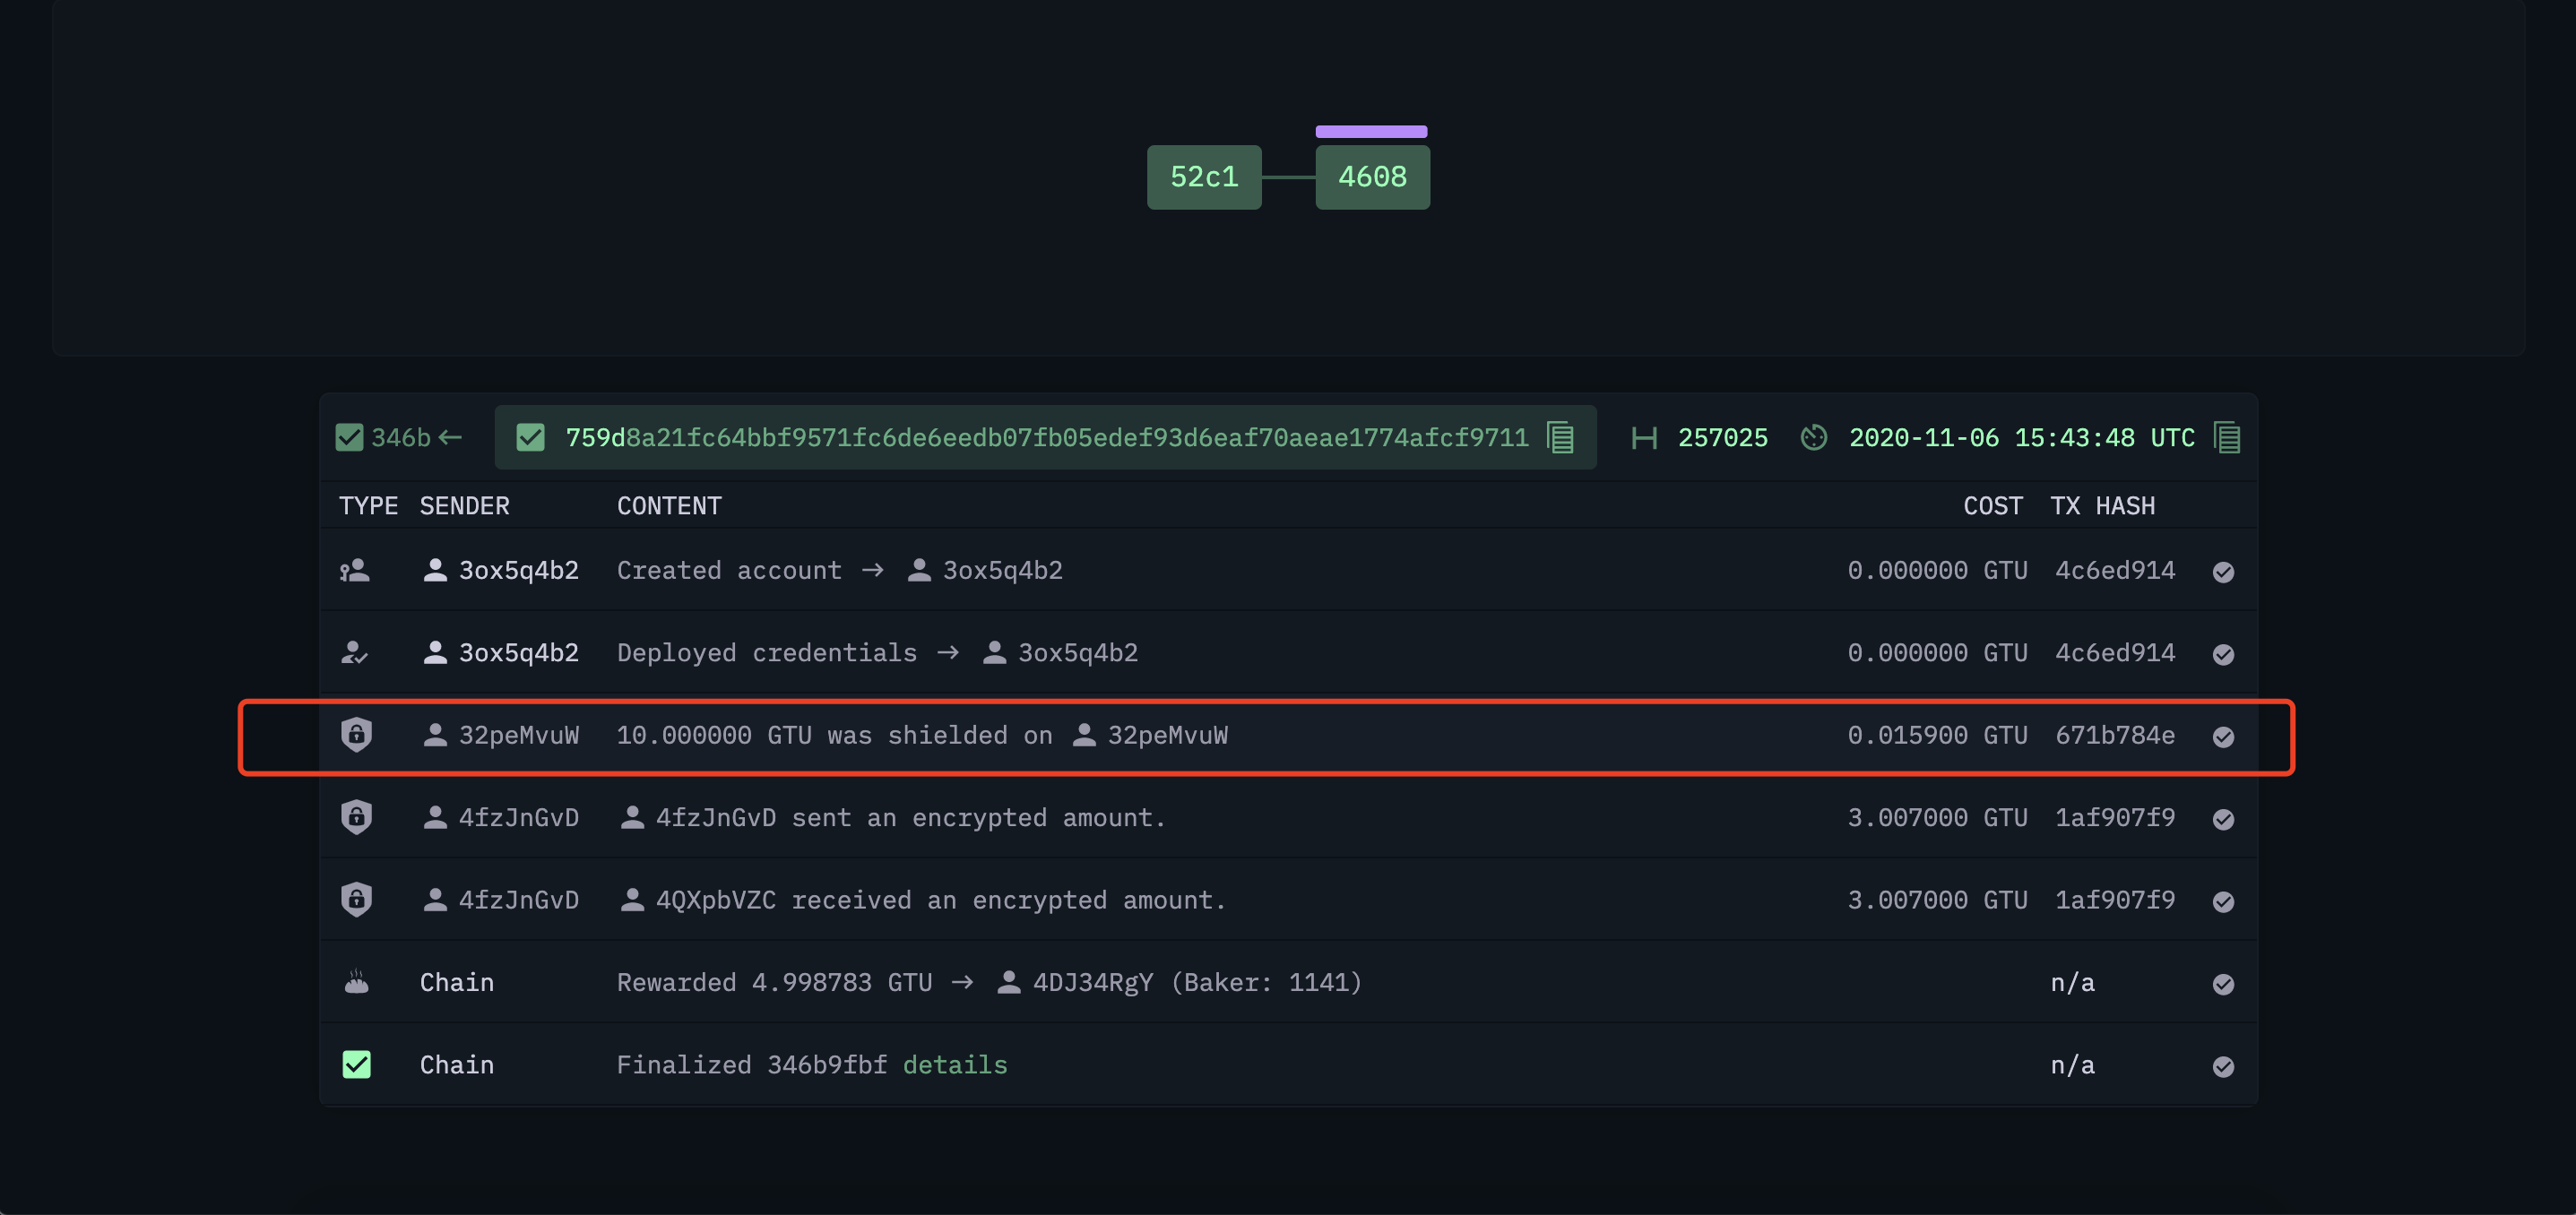 52c1 4608
346b← 759d8a21fc64bbf9571fc6de6eedb07fb05edef93d6eaf70aeae1774afcf9711 257025 2020-11-06 15:43:48 UTC
TYPE SENDER CONTENT COST TX HASH
3ox5q4b2 Created account → 3ox5q4b2 0.000000 GTU 4c6ed914
3ox5q4b2 Deployed credentials → 3ox5q4b2 0.000000 GTU 4c6ed914
32peMvuW 10.000000 GTU was shielded on 32peMvuW 0.015900 GTU 671b784e
4fzJnGvD 4fzJnGvD sent an encrypted amount. 3.007000 GTU 1af907f9
4fzJnGvD 4QXpbVZC received an encrypted amount. 3.007000 GTU 1af907f9
Chain Rewarded 4.998783 GTU → 4DJ34RgY (Baker: 1141) n/a
Chain Finalized 346b9fbf details n/a